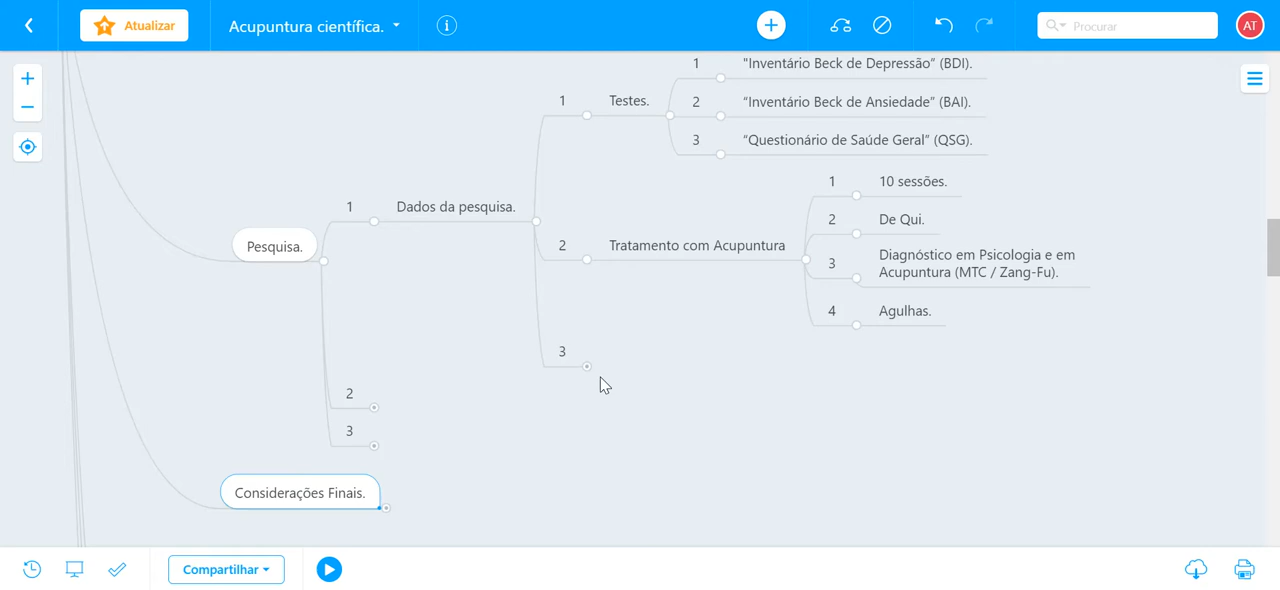 Atualizar
Acupuntura científica.
Procurar
AT
1
"Inventário Beck de Depressão” (BDI).
1
Testes.
2
“Inventário Beck de Ansiedade” (BAI).
3
“Questionário de Saúde Geral” (QSG).
1
10 sessões.
1
Dados da pesquisa.
2
De Qui.
Pesquisa.
2
Tratamento com Acupuntura
3
Diagnóstico em Psicologia e em
Acupuntura (MTC / Zang-Fu).
4
Agulhas.
3
2
3
Considerações Finais.
Compartilhar